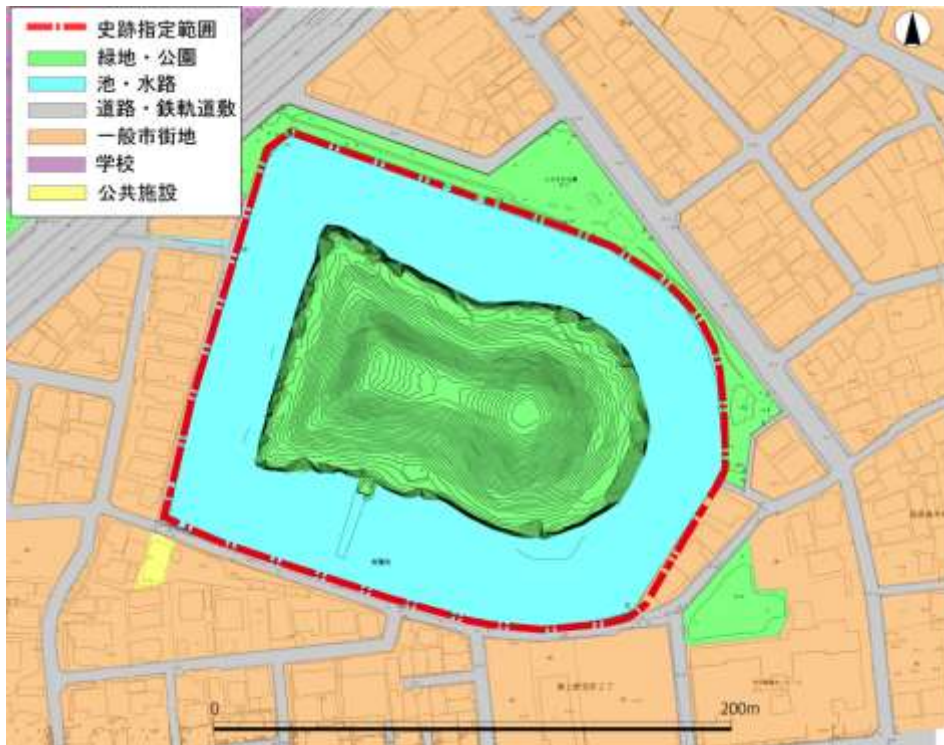 史跡指定範囲
緑地・公園
池・水路
道路・鉄軌道敷
一般市街地
学校
公共施設
0
200m